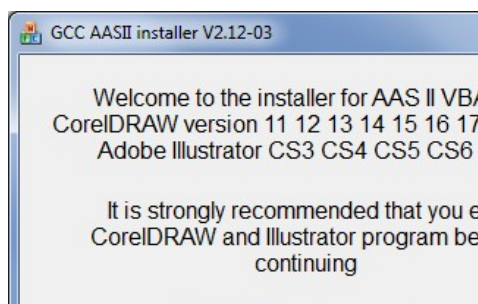 GCC AASII installer V2.12-03
Welcome to the installer for AAS II VBA
CorelDRAW version 11 12 13 14 15 16 17
Adobe Illustrator CS3 CS4 CS5 CS6
It is strongly recommended that you e
CorelDRAW and Illustrator program be
continuing